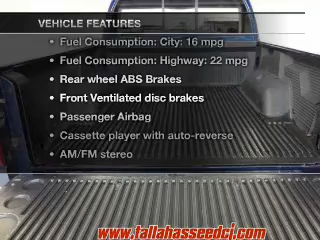 VEHICLE FEATURES
• Fuel Consumption: City: 16 mpg
• Fuel Consumption: Highway: 22 mpg
• Rear wheel ABS Brakes
• Front Ventilated disc brakes
• Passenger Airbag
• Cassette player with auto-reverse
• AM/FM stereo
www.tallahasseedci.com